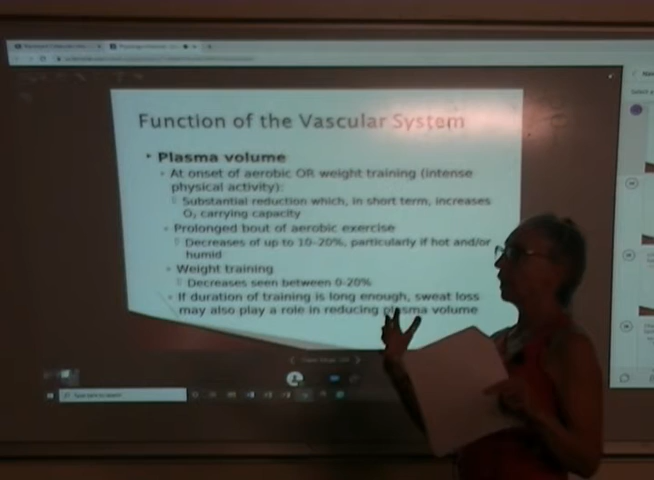 Function of the Vascular System
Plasma volume
At onset of aerobic OR weight training (intense
physical activity):
Substantial reduction which, in short term, increases
O₂ carrying capacity
Prolonged bout of aerobic exercise
Decreases of up to 10-20%, particularly if hot and/or
humid
Weight training
Decreases seen between 0-20%
If duration of training is long enough, sweat loss
may also play a role in reducing plasma volume